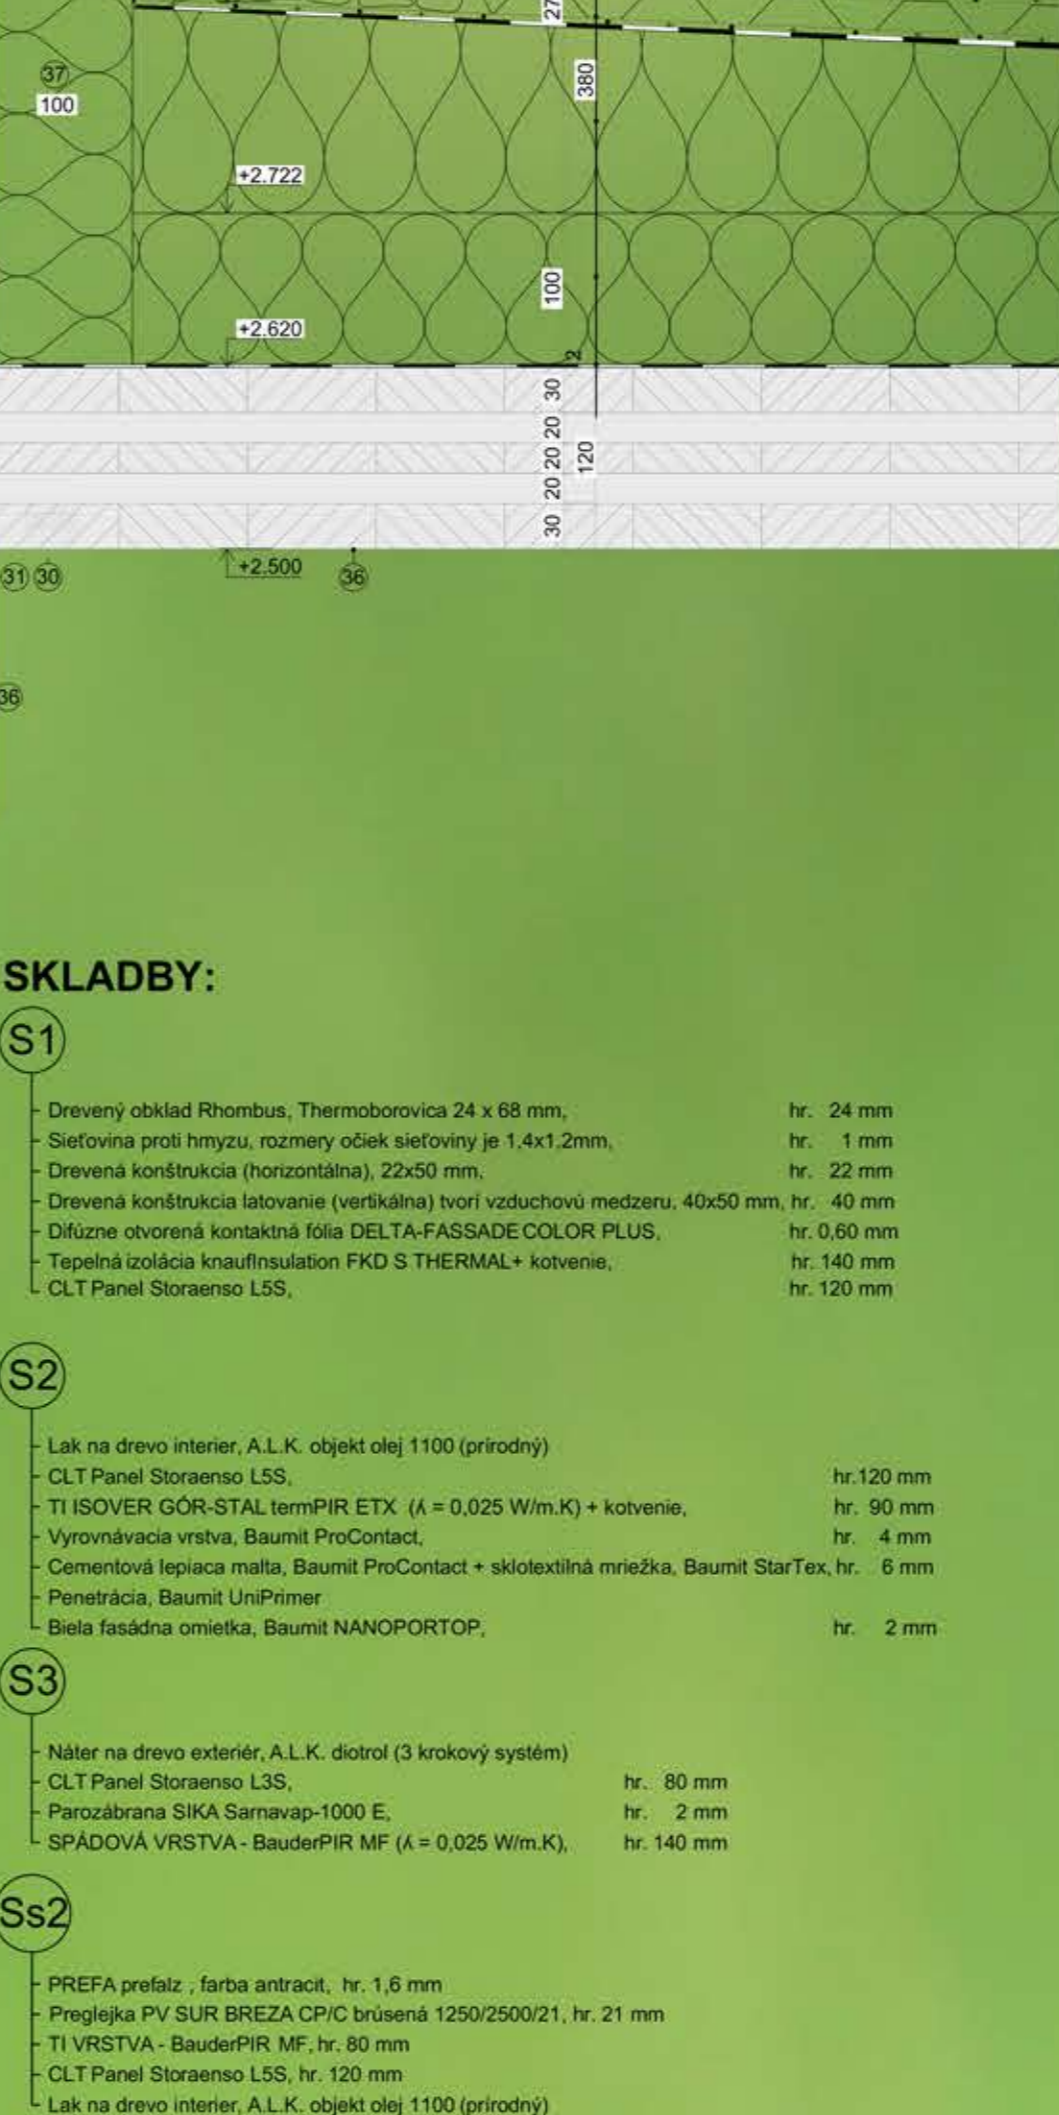 27
37
100
380
+2.722
100
+2.620
2
30
20
20
20
30
120
31 30
+2.500
36
36
SKLADBY:
S1
Drevený obklad Rhombus, Thermoborovica 24 x 68 mm, hr. 24 mm
Sieťovina proti hmyzu, rozmery očiek sieťoviny je 1,4x1,2mm, hr. 1 mm
Drevená konštrukcia (horizontálna), 22x50 mm, hr. 22 mm
Drevená konštrukcia latovanie (vertikálna) tvorí vzduchovú medzeru, 40x50 mm, hr. 40 mm
Difúzne otvorená kontaktná fólia DELTA-FASSADE COLOR PLUS, hr. 0,60 mm
Tepelná izolácia knaufInsulation FKD S THERMAL+ kotvenie, hr. 140 mm
CLT Panel Storaenso L5S, hr. 120 mm
S2
Lak na drevo interier, A.L.K. objekt olej 1100 (prírodný)
CLT Panel Storaenso L5S, hr.120 mm
TI ISOVER GÓR-STAL termPIR ETX (ʎ = 0,025 W/m.K) + kotvenie, hr. 90 mm
Vyrovnávacia vrstva, Baumit ProContact, hr. 4 mm
Cementová lepiaca malta, Baumit ProContact + sklotextilná mriežka, Baumit StarTex, hr. 6 mm
Penetrácia, Baumit UniPrimer
Biela fasádna omietka, Baumit NANOPORTOP, hr. 2 mm
S3
Náter na drevo exteriér, A.L.K. diotrol (3 krokový systém)
CLT Panel Storaenso L3S, hr. 80 mm
Parozábrana SIKA Sarnavap-1000 E, hr. 2 mm
SPÁDOVÁ VRSTVA - BauderPIR MF (ʎ = 0,025 W/m.K), hr. 140 mm
Ss2
PREFA prefalz , farba antracit, hr. 1,6 mm
Preglejka PV SUR BREZA CP/C brúsená 1250/2500/21, hr. 21 mm
TI VRSTVA - BauderPIR MF, hr. 80 mm
CLT Panel Storaenso L5S, hr. 120 mm
Lak na drevo interier, A.L.K. objekt olej 1100 (prírodný)